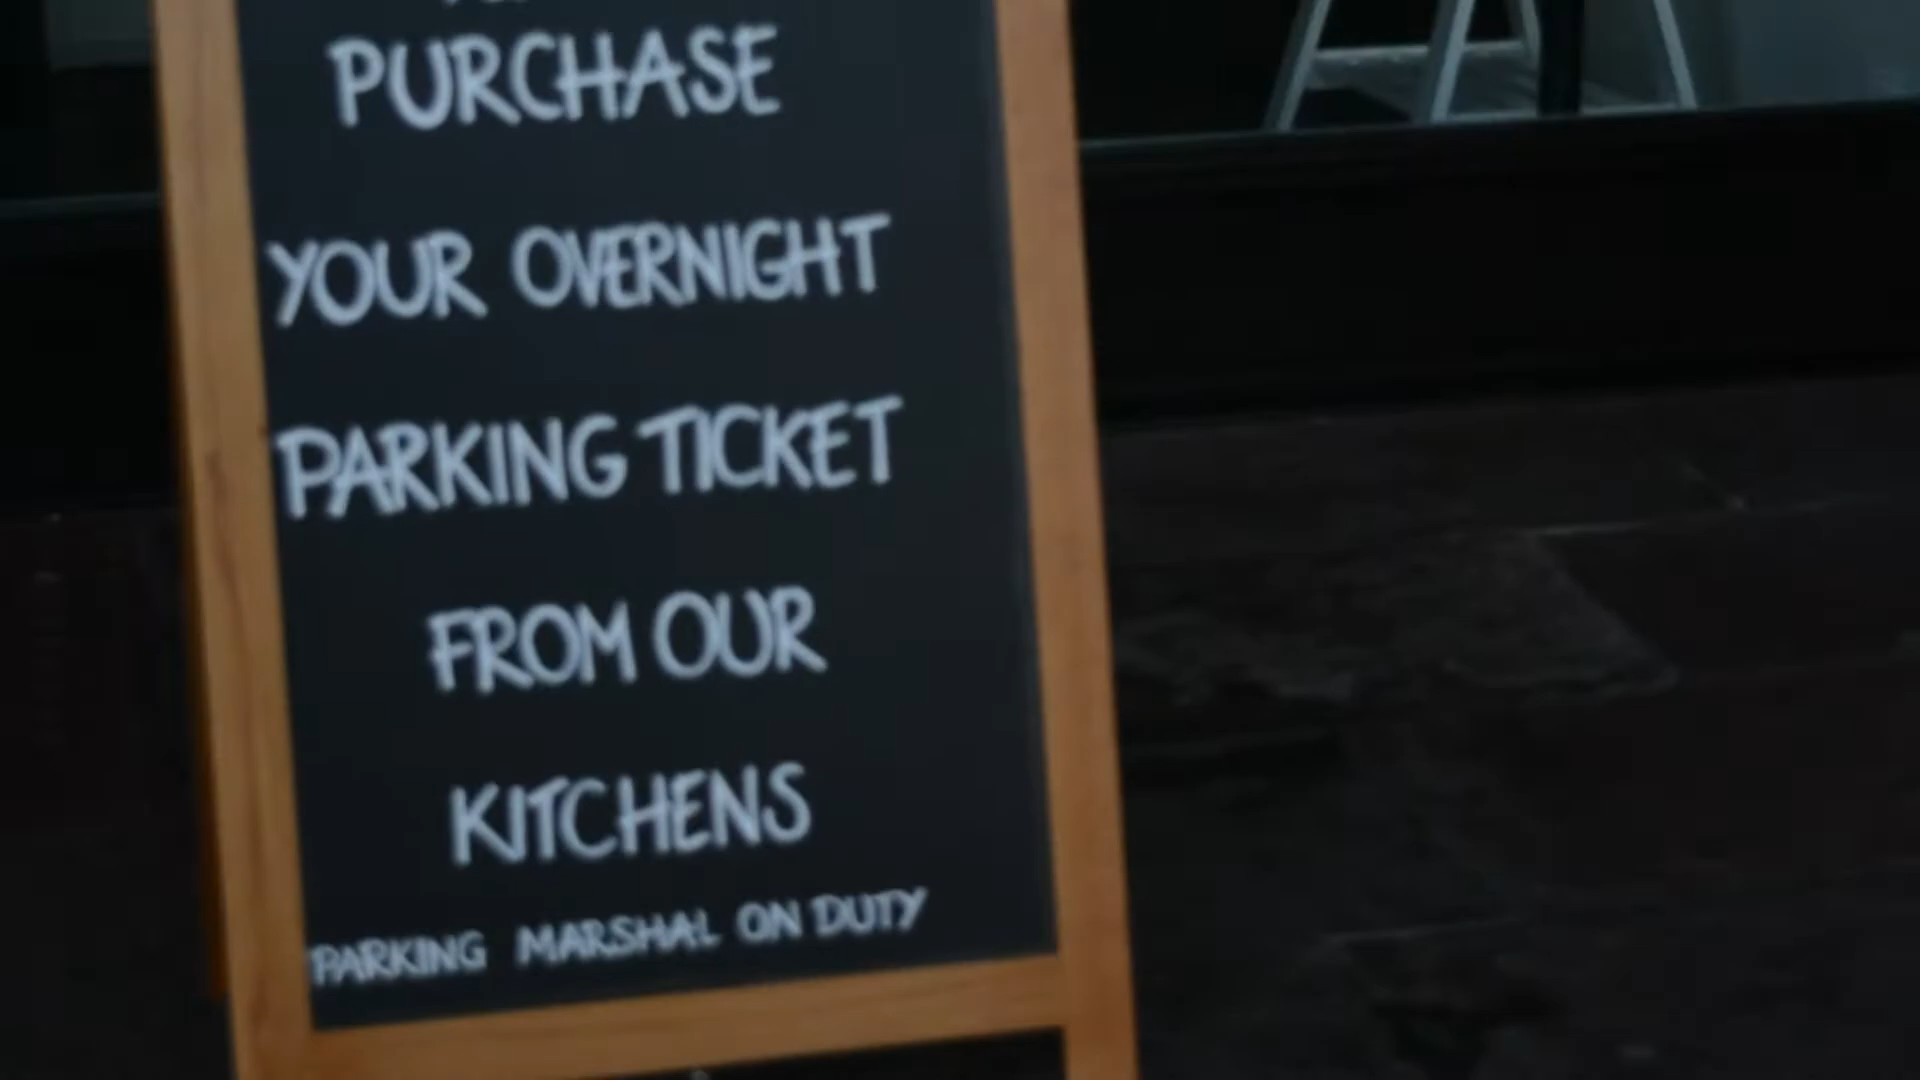 PURCHASE
YOUR OVERNIGHT
PARKING TICKET
FROM OUR
KITCHENS
PARKING MARSHAL ON DUTY